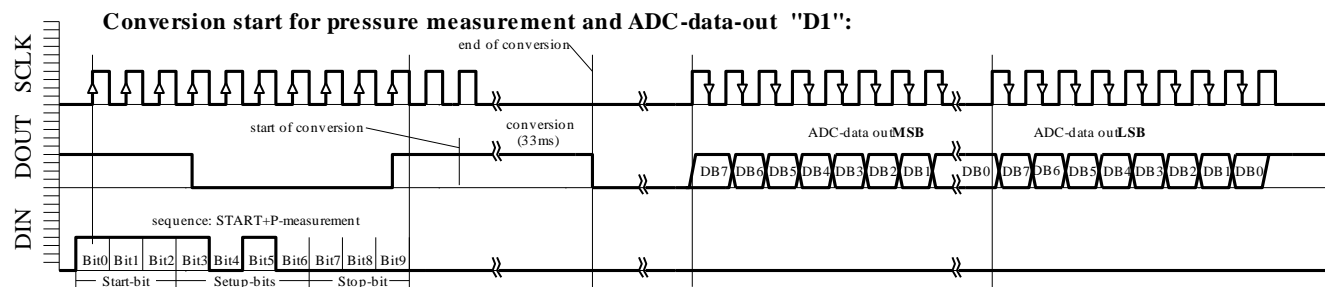 Conversion start for pressure measurement and ADC-data-out "D1":
end of conversion
SCLK
start of conversion
conversion
(33ms)
ADC-data out MSB
ADC-data out LSB
DOUT
DB7 DB6 DB5 DB4 DB3 DB2 DB1 DB0 DB7 DB6 DB5 DB4 DB3 DB2 DB1 DB0
sequence: START+P-measurement
DIN
Bit0 Bit1 Bit2 Bit3 Bit4 Bit5 Bit6 Bit7 Bit8 Bit9
Start-bit Setup-bits Stop-bit